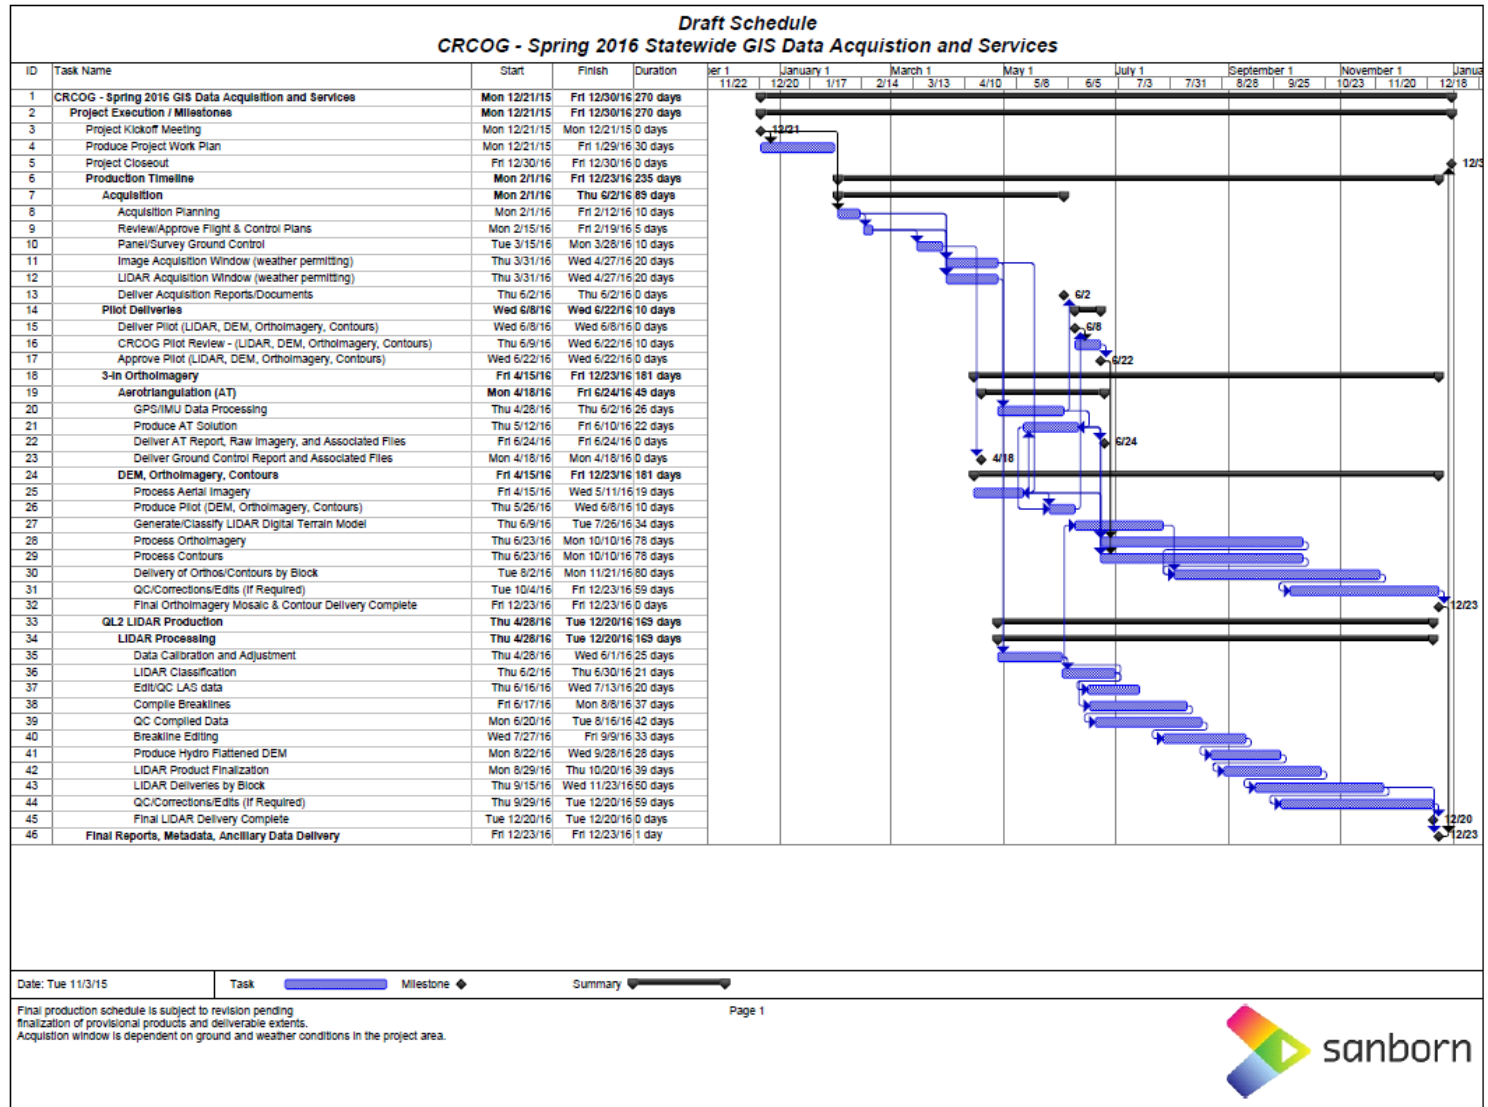 Draft Schedule
CRCOG - Spring 2016 Statewide GIS Data Acquistion and Services
ID Task Name Start Finish Duration er 1 January 1 March 1 May 1 July 1 September 1 November 1 Janua
11/22 12/20 1/17 2/14 3/13 4/10 5/8 6/5 7/3 7/31 8/28 9/25 10/23 11/20 12/18
1 CRCOG - Spring 2016 GIS Data Acquisition and Services Mon 12/21/15 Fri 12/30/16 270 days
2 Project Execution / Milestones Mon 12/21/15 Fri 12/30/16 270 days
3 Project Kickoff Meeting Mon 12/21/15 Mon 12/21/15 0 days 12/21
4 Produce Project Work Plan Mon 12/21/15 Fri 1/29/16 30 days
5 Project Closeout Fri 12/30/16 Fri 12/30/16 0 days 12/3
6 Production Timeline Mon 2/1/16 Fri 12/23/16 235 days
7 Acquisition Mon 2/1/16 Thu 6/2/16 89 days
8 Acquisition Planning Mon 2/1/16 Fri 2/12/16 10 days
9 Review/Approve Flight & Control Plans Mon 2/15/16 Fri 2/19/16 5 days
10 Panel/Survey Ground Control Tue 3/15/16 Mon 3/28/16 10 days
11 Image Acquisition Window (weather permitting) Thu 3/31/16 Wed 4/27/16 20 days
12 LIDAR Acquisition Window (weather permitting) Thu 3/31/16 Wed 4/27/16 20 days
13 Deliver Acquisition Reports/Documents Thu 6/2/16 Thu 6/2/16 0 days 6/2
14 Pilot Deliveries Wed 6/8/16 Wed 6/22/16 10 days
15 Deliver Pilot (LIDAR, DEM, Orthoimagery, Contours) Wed 6/8/16 Wed 6/8/16 0 days 6/8
16 CRCOG Pilot Review - (LIDAR, DEM, Orthoimagery, Contours) Thu 6/9/16 Wed 6/22/16 10 days
17 Approve Pilot (LIDAR, DEM, Orthoimagery, Contours) Wed 6/22/16 Wed 6/22/16 0 days 6/22
18 3-in Orthoimagery Fri 4/15/16 Fri 12/23/16 181 days
19 Aerotriangulation (AT) Mon 4/18/16 Fri 6/24/16 49 days
20 GPS/IMU Data Processing Thu 4/28/16 Thu 6/2/16 26 days
21 Produce AT Solution Thu 5/12/16 Fri 6/10/16 22 days
22 Deliver AT Report, Raw Imagery, and Associated Files Fri 6/24/16 Fri 6/24/16 0 days 6/24
23 Deliver Ground Control Report and Associated Files Mon 4/18/16 Mon 4/18/16 0 days 4/18
24 DEM, Orthoimagery, Contours Fri 4/15/16 Fri 12/23/16 181 days
25 Process Aerial Imagery Fri 4/15/16 Wed 5/11/16 19 days
26 Produce Pilot (DEM, Orthoimagery, Contours) Thu 5/26/16 Wed 6/8/16 10 days
27 Generate/Classify LIDAR Digital Terrain Model Thu 6/9/16 Tue 7/26/16 34 days
28 Process Orthoimagery Thu 6/23/16 Mon 10/10/16 78 days
29 Process Contours Thu 6/23/16 Mon 10/10/16 78 days
30 Delivery of Orthos/Contours by Block Tue 8/2/16 Mon 11/21/16 80 days
31 QC/Corrections/Edits (If Required) Tue 10/4/16 Fri 12/23/16 59 days
32 Final Orthoimagery Mosaic & Contour Delivery Complete Fri 12/23/16 Fri 12/23/16 0 days 12/23
33 QL2 LIDAR Production Thu 4/28/16 Tue 12/20/16 169 days
34 LIDAR Processing Thu 4/28/16 Tue 12/20/16 169 days
35 Data Calibration and Adjustment Thu 4/28/16 Wed 6/1/16 25 days
36 LIDAR Classification Thu 6/2/16 Thu 6/30/16 21 days
37 Edit/QC LAS data Thu 6/16/16 Wed 7/13/16 20 days
38 Compile Breaklines Fri 6/17/16 Mon 8/8/16 37 days
39 QC Compiled Data Mon 6/20/16 Tue 8/16/16 42 days
40 Breakline Editing Wed 7/27/16 Fri 9/9/16 33 days
41 Produce Hydro Flattened DEM Mon 8/22/16 Wed 9/28/16 28 days
42 LIDAR Product Finalization Mon 8/29/16 Thu 10/20/16 39 days
43 LIDAR Deliveries by Block Thu 9/15/16 Wed 11/23/16 50 days
44 QC/Corrections/Edits (If Required) Thu 9/29/16 Tue 12/20/16 59 days
45 Final LIDAR Delivery Complete Tue 12/20/16 Tue 12/20/16 0 days 12/20
46 Final Reports, Metadata, Ancillary Data Delivery Fri 12/23/16 Fri 12/23/16 1 day 12/23
Date: Tue 11/3/15 Task Milestone Summary
Final production schedule is subject to revision pending
finalization of provisional products and deliverable extents.
Acquistion window is dependent on ground and weather conditions in the project area.
Page 1
sanborn